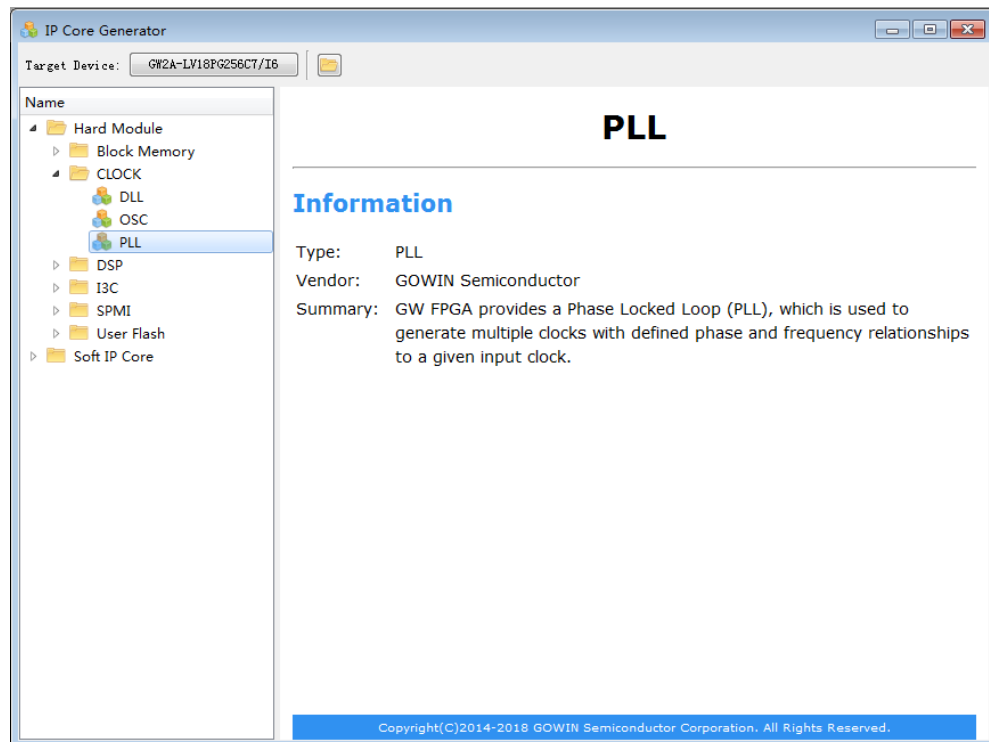 IP Core Generator
Target Device: GW2A-LV18PG256C7/I6
Name
Hard Module
Block Memory
CLOCK
DLL
OSC
PLL
DSP
I3C
SPMI
User Flash
Soft IP Core
PLL
Information
Type: PLL
Vendor: GOWIN Semiconductor
Summary: GW FPGA provides a Phase Locked Loop (PLL), which is used to
generate multiple clocks with defined phase and frequency relationships
to a given input clock.
Copyright(C)2014-2018 GOWIN Semiconductor Corporation. All Rights Reserved.